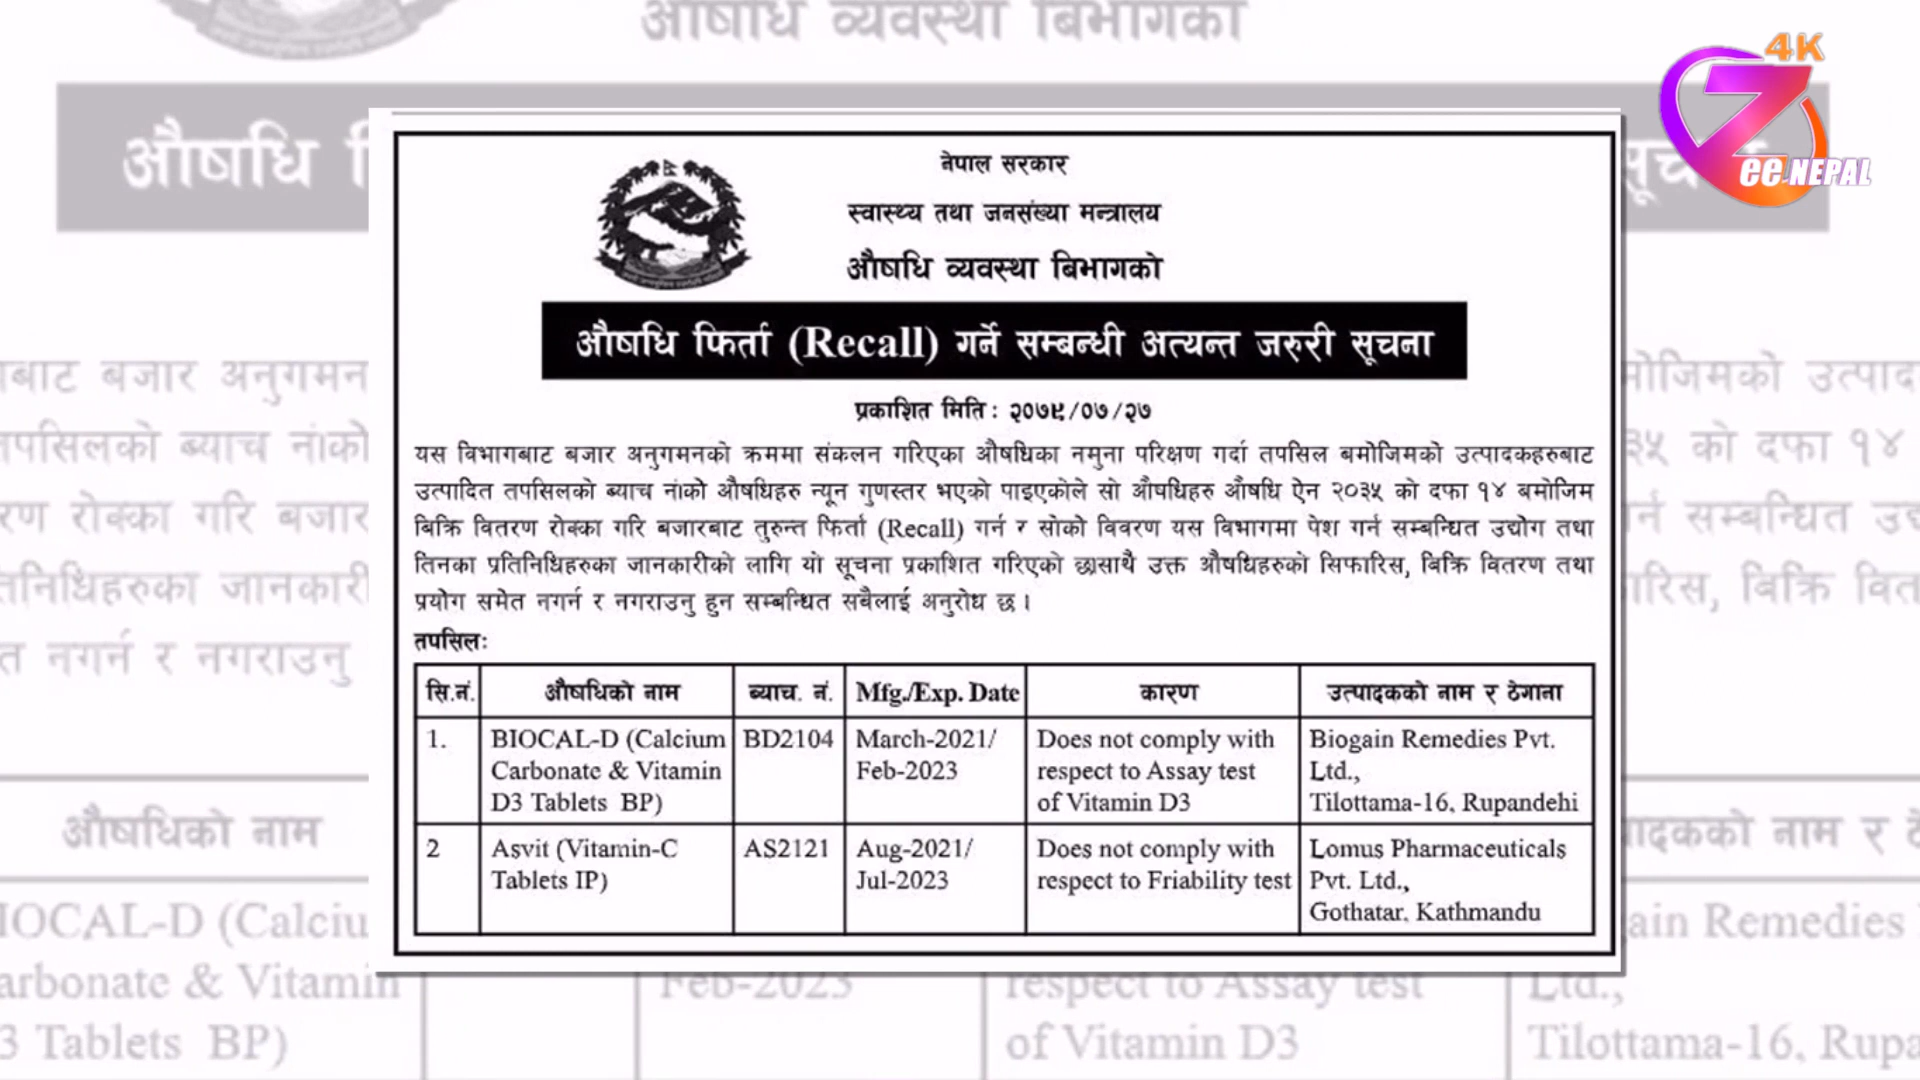 औषधि व्यवस्था बिभागको
4K
Zee NEPAL
नेपाल सरकार
स्वास्थ्य तथा जनसंख्या मन्त्रालय
औषधि व्यवस्था बिभागको
औषधि फिर्ता (Recall) गर्ने सम्बन्धी अत्यन्त जरुरी सूचना
प्रकाशित मिति : २०७९/०७/२७
यस विभागबाट बजार अनुगमनको क्रममा संकलन गरिएका औषधिका नमुना परिक्षण गर्दा तपसिल बमोजिमको उत्पादकहरुबाट
उत्पादित तपसिलको ब्याच नं।को औषधिहरु न्यून गुणस्तर भएको पाइएकोले सो औषधिहरु औषधि ऐन २०३५ को दफा १४ बमोजिम
बिक्रि वितरण रोक्का गरि बजारबाट तुरुन्त फिर्ता (Recall) गर्न र सोको विवरण यस विभागमा पेश गर्न सम्बन्धित उद्योग तथा
तिनका प्रतिनिधिहरुका जानकारीको लागि यो सूचना प्रकाशित गरिएको छ।साथै उक्त औषधिहरुको सिफारिस, बिक्रि वितरण तथा
प्रयोग समेत नगर्न र नगराउनु हुन सम्बन्धित सबैलाई अनुरोध छ ।
तपसिलः
सि.नं. औषधिको नाम ब्याच. नं. Mfg./Exp. Date कारण उत्पादकको नाम र ठेगाना
1. BIOCAL-D (Calcium BD2104 March-2021/ Does not comply with Biogain Remedies Pvt.
Carbonate & Vitamin Feb-2023 respect to Assay test Ltd.,
D3 Tablets BP) of Vitamin D3 Tilottama-16, Rupandehi
2 Asvit (Vitamin-C AS2121 Aug-2021/ Does not comply with Lomus Pharmaceuticals
Tablets IP) Jul-2023 respect to Friability test Pvt. Ltd.,
Gothatar, Kathmandu